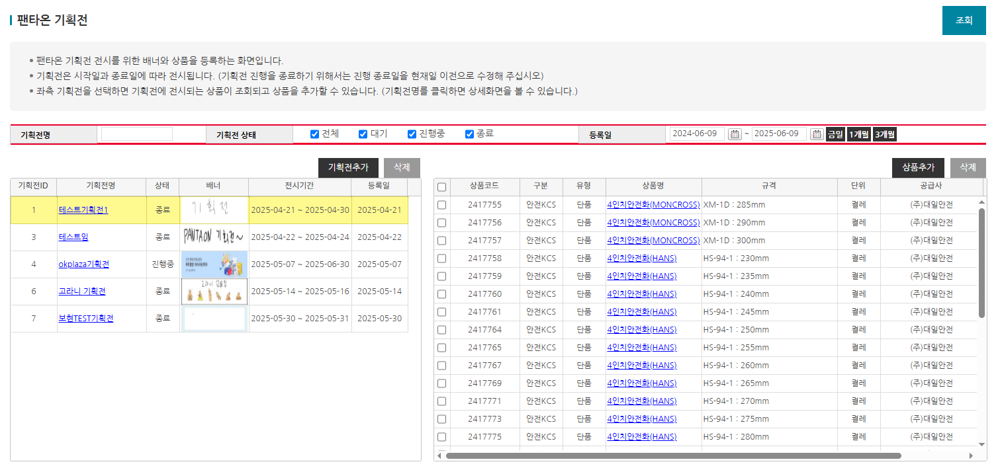 팬타온 기획전
조회
팬타온 기획전 전시를 위한 배너와 상품을 등록하는 화면입니다.
기획전은 시작일과 종료일에 따라 전시됩니다. (기획전 진행을 종료하기 위해서는 진행 종료일을 현재일 이전으로 수정해 주십시오)
좌측 기획전을 선택하면 기획전에 전시되는 상품이 조회되고 상품을 추가할 수 있습니다. (기획전명를 클릭하면 상세화면을 볼 수 있습니다.)
기획전명 기획전 상태 전체 대기 진행중 종료 등록일 2024-06-09 ~ 2025-06-09 금일 1개월 3개월
기획전추가 삭제
기획전ID 기획전명 상태 배너 전시기간 등록일
1 테스트기획전1 종료 기획전 2025-04-21 ~ 2025-04-30 2025-04-21
3 테스트임 종료 PANTAON 기획전~ 2025-04-22 ~ 2025-04-24 2025-04-22
4 okplaza기획전 진행중 2025-05-07 ~ 2025-06-30 2025-05-07
6 고라니 기획전 종료 고라니 2025-05-14 ~ 2025-05-16 2025-05-14
7 보현TEST기획전 종료 2025-05-30 ~ 2025-05-31 2025-05-30
상품추가 삭제
상품코드 구분 유형 상품명 규격 단위 공급사
2417755 안전KCS 단품 4인치안전화(MONCROSS) XM-1D : 285mm 켤레 (주)대일안전
2417756 안전KCS 단품 4인치안전화(MONCROSS) XM-1D : 290mm 켤레 (주)대일안전
2417757 안전KCS 단품 4인치안전화(MONCROSS) XM-1D : 300mm 켤레 (주)대일안전
2417758 안전KCS 단품 4인치안전화(HANS) HS-94-1 : 230mm 켤레 (주)대일안전
2417759 안전KCS 단품 4인치안전화(HANS) HS-94-1 : 235mm 켤레 (주)대일안전
2417760 안전KCS 단품 4인치안전화(HANS) HS-94-1 : 240mm 켤레 (주)대일안전
2417761 안전KCS 단품 4인치안전화(HANS) HS-94-1 : 245mm 켤레 (주)대일안전
2417764 안전KCS 단품 4인치안전화(HANS) HS-94-1 : 250mm 켤레 (주)대일안전
2417765 안전KCS 단품 4인치안전화(HANS) HS-94-1 : 255mm 켤레 (주)대일안전
2417767 안전KCS 단품 4인치안전화(HANS) HS-94-1 : 260mm 켤레 (주)대일안전
2417769 안전KCS 단품 4인치안전화(HANS) HS-94-1 : 265mm 켤레 (주)대일안전
2417771 안전KCS 단품 4인치안전화(HANS) HS-94-1 : 270mm 켤레 (주)대일안전
2417773 안전KCS 단품 4인치안전화(HANS) HS-94-1 : 275mm 켤레 (주)대일안전
2417775 안전KCS 단품 4인치안전화(HANS) HS-94-1 : 280mm 켤레 (주)대일안전